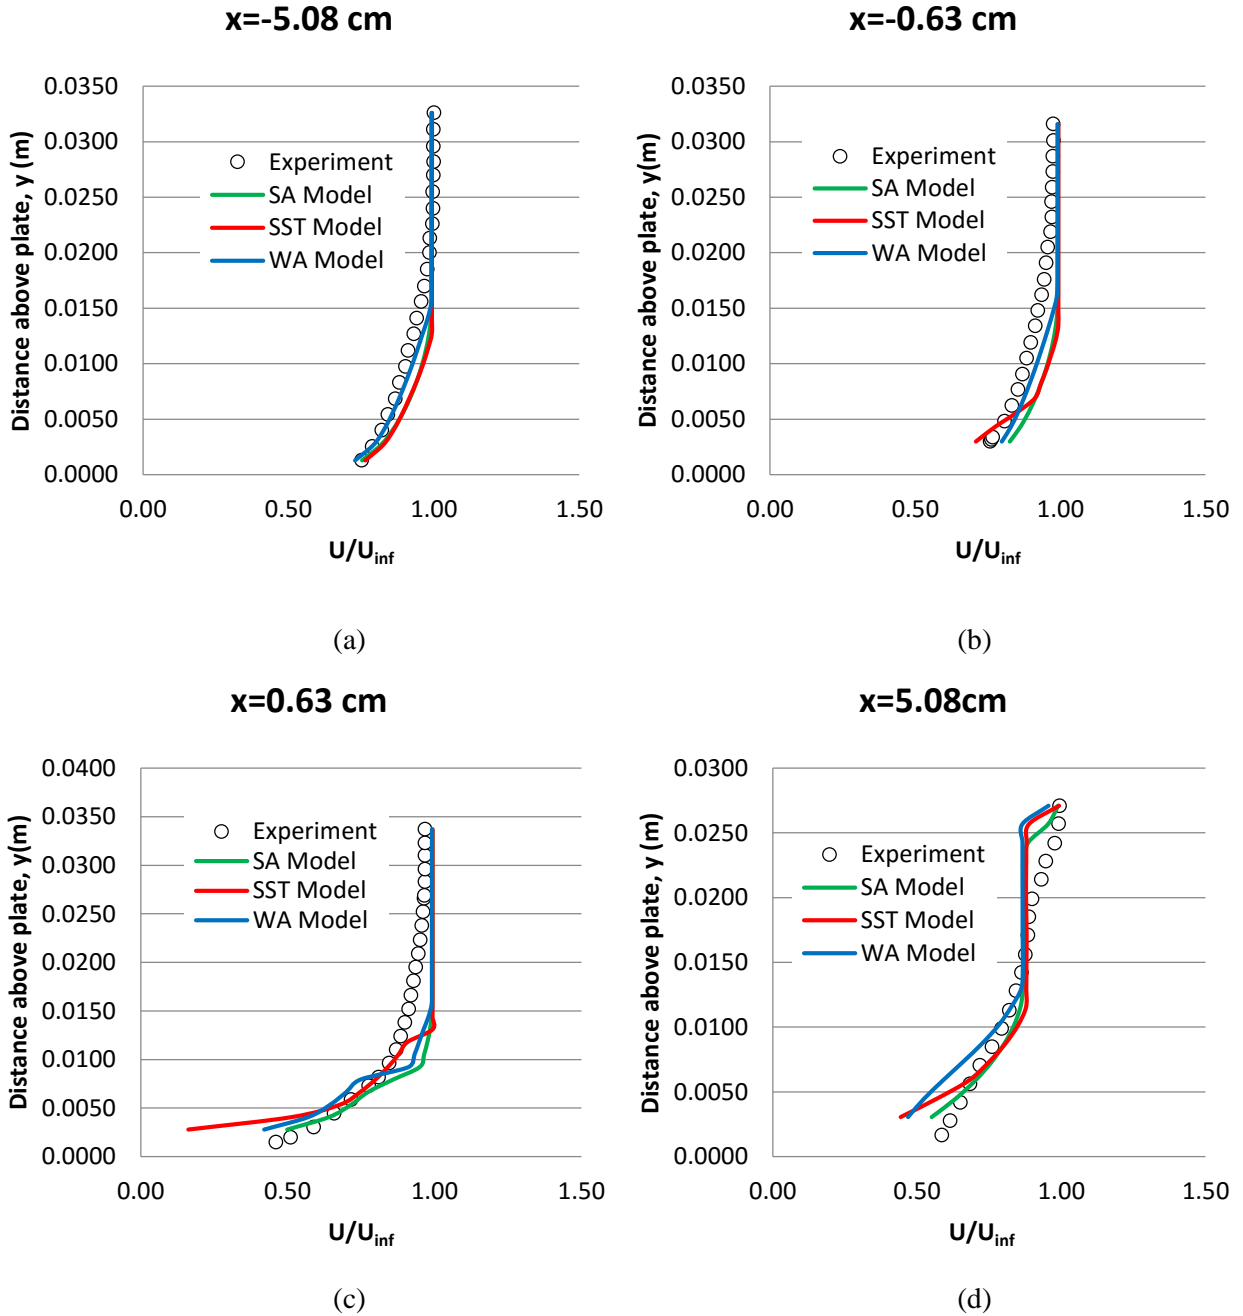 x=-5.08 cm
0.0350
0.0300
0.0250
0.0200
0.0150
0.0100
0.0050
0.0000
Distance above plate, y (m)
Experiment
SA Model
SST Model
WA Model
0.00 0.50 1.00 1.50
U/Uinf
(a)
x=-0.63 cm
0.0350
0.0300
0.0250
0.0200
0.0150
0.0100
0.0050
0.0000
Distance above plate, y(m)
Experiment
SA Model
SST Model
WA Model
0.00 0.50 1.00 1.50
U/Uinf
(b)
x=0.63 cm
0.0400
0.0350
0.0300
0.0250
0.0200
0.0150
0.0100
0.0050
0.0000
Distance above plate, y(m)
Experiment
SA Model
SST Model
WA Model
0.00 0.50 1.00 1.50
U/Uinf
(c)
x=5.08cm
0.0300
0.0250
0.0200
0.0150
0.0100
0.0050
0.0000
Distance above plate, y (m)
Experiment
SA Model
SST Model
WA Model
0.00 0.50 1.00 1.50
U/Uinf
(d)